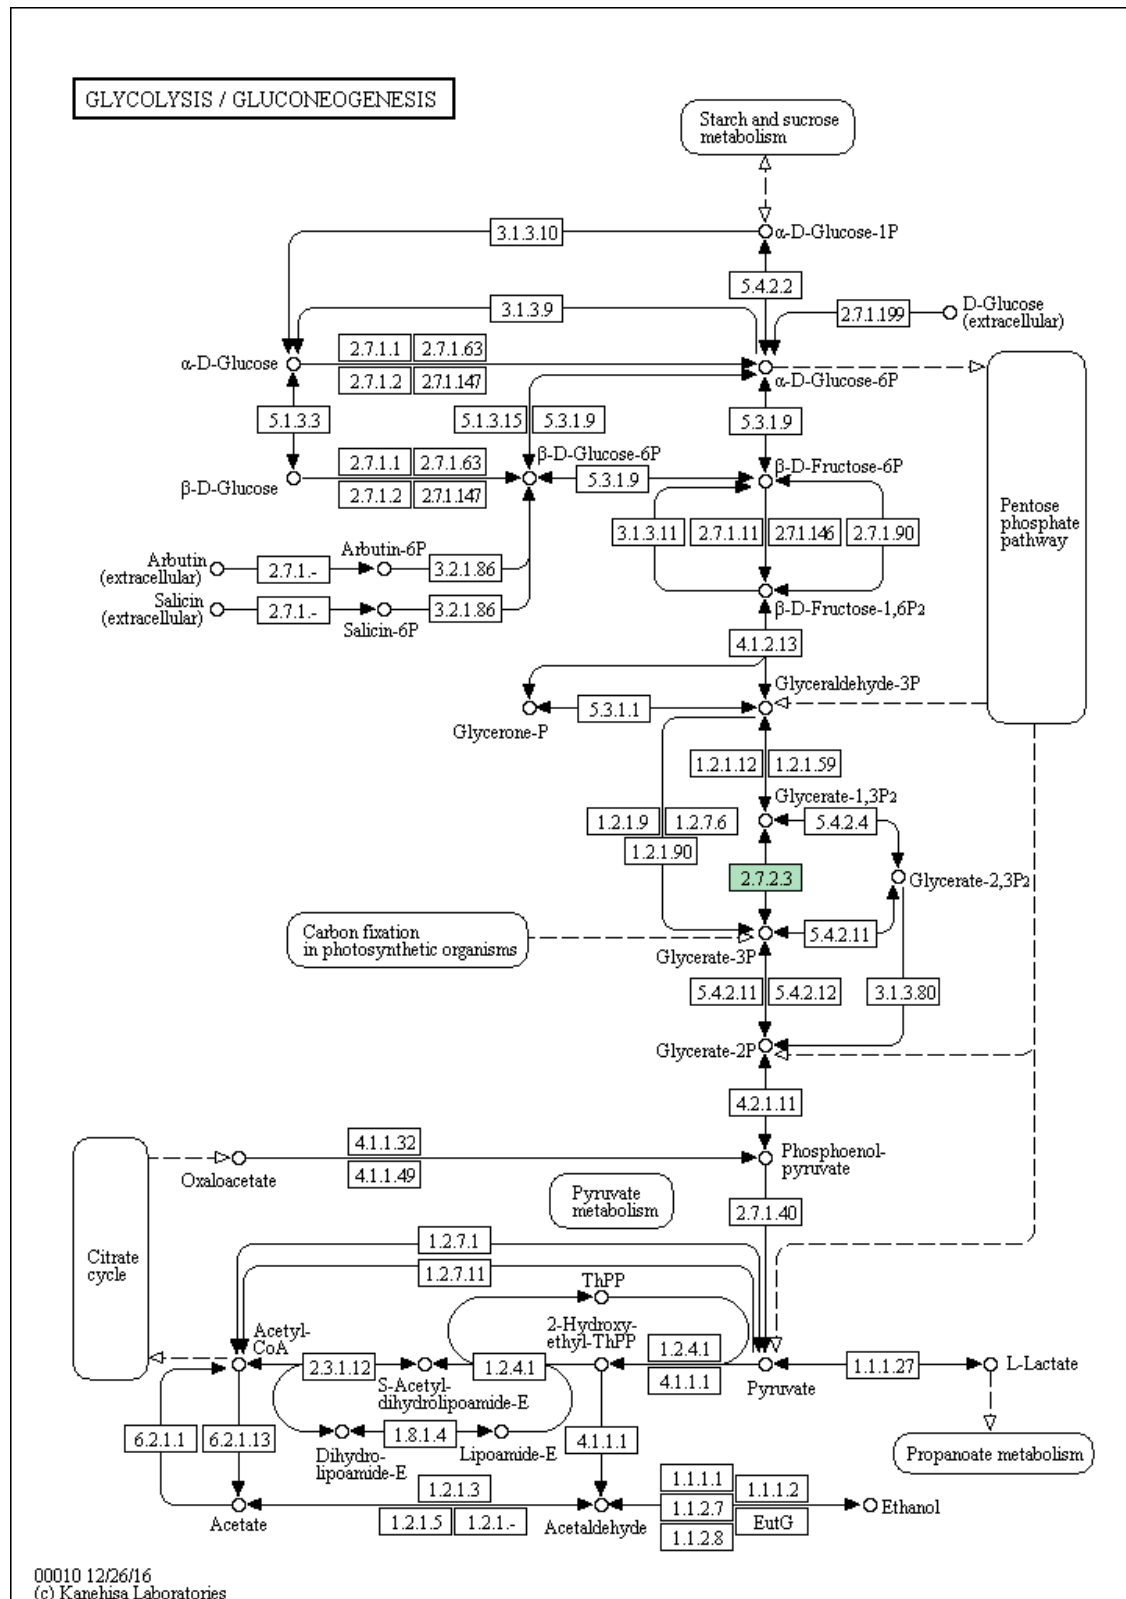 GLYCOLYSIS / GLUCONEOGENESIS
Starch and sucrose
metabolism
3.1.3.10
α-D-Glucose-1P
5.4.2.2
3.1.3.9
2.7.1.199
D-Glucose
(extracellular)
2.7.1.1
2.7.1.63
α-D-Glucose
2.7.1.2
2.7.1.147
α-D-Glucose-6P
5.1.3.3
5.1.3.15
5.3.1.9
5.3.1.9
2.7.1.1
2.7.1.63
β-D-Glucose-6P
β-D-Fructose-6P
β-D-Glucose
5.3.1.9
2.7.1.2
2.7.1.147
Pentose
phosphate
pathway
3.1.3.11
2.7.1.11
2.7.1.146
2.7.1.90
Arbutin
(extracellular)
2.7.1.-
Arbutin-6P
3.2.1.86
Salicin
(extracellular)
2.7.1.-
Salicin-6P
3.2.1.86
β-D-Fructose-1,6P2
4.1.2.13
Glyceraldehyde-3P
5.3.1.1
Glycerone-P
1.2.1.12
1.2.1.59
Glycerate-1,3P2
1.2.1.9
1.2.7.6
5.4.2.4
1.2.1.90
2.7.2.3
Glycerate-2,3P2
Carbon fixation
in photosynthetic organisms
5.4.2.11
Glycerate-3P
5.4.2.11
5.4.2.12
3.1.3.80
Glycerate-2P
4.2.1.11
4.1.1.32
Oxaloacetate
4.1.1.49
Phosphoenol-
pyruvate
Pyruvate
metabolism
2.7.1.40
Citrate
cycle
1.2.7.1
1.2.7.11
ThPP
Acetyl-
CoA
2-Hydroxy-
ethyl-ThPP
1.2.4.1
2.3.1.12
1.2.4.1
4.1.1.1
1.1.1.27
L-Lactate
S-Acetyl-
dihydrolipoamide-E
Pyruvate
6.2.1.1
6.2.1.13
1.8.1.4
4.1.1.1
Dihydro-
lipoamide-E
Lipoamide-E
Propanoate metabolism
1.2.1.3
1.1.1.1
1.1.1.2
Acetate
1.2.1.5
1.2.1.-
Acetaldehyde
1.1.2.7
EutG
1.1.2.8
Ethanol
00010 12/26/16
(c) Kanehisa Laboratories